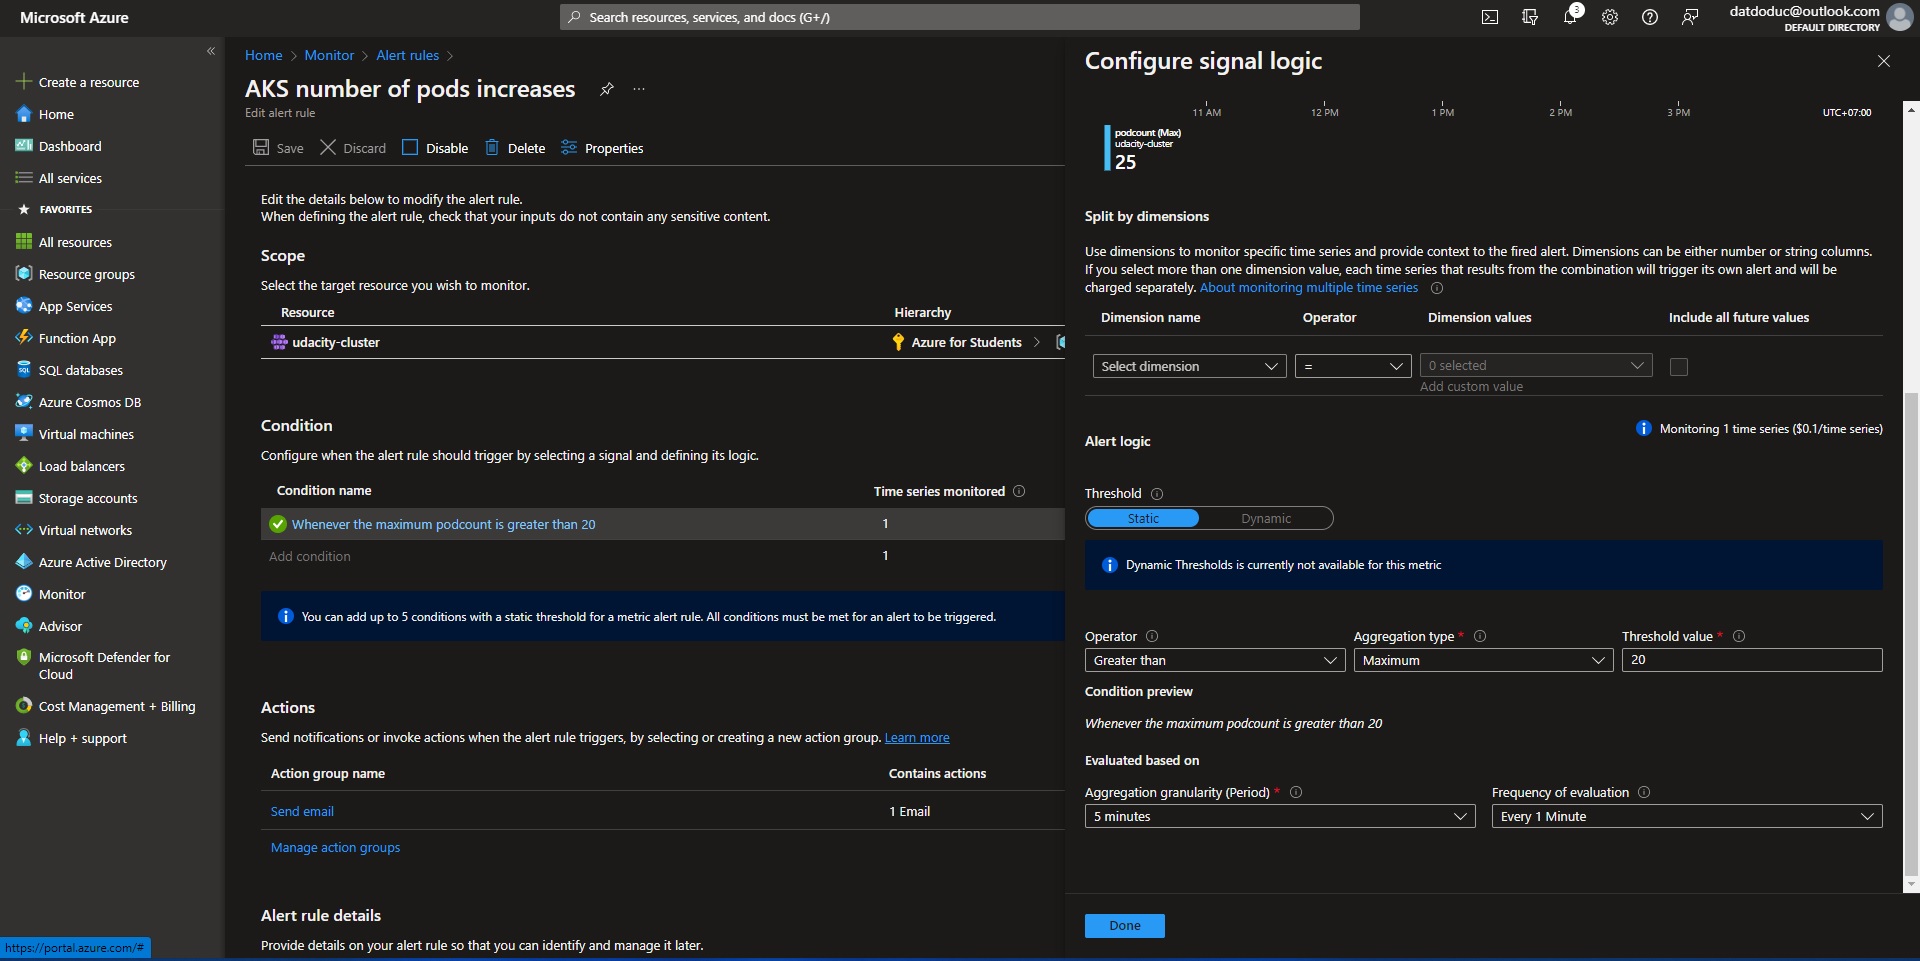 Microsoft Azure
Search resources, services, and docs (G+/)
3
datdoduc@outlook.com
DEFAULT DIRECTORY
«
Create a resource
Home
Dashboard
All services
FAVORITES
All resources
Resource groups
App Services
Function App
SQL databases
Azure Cosmos DB
Virtual machines
Load balancers
Storage accounts
Virtual networks
Azure Active Directory
Monitor
Advisor
Microsoft Defender for
Cloud
Cost Management + Billing
Help + support
https://portal.azure.com/#
Home > Monitor > Alert rules >
AKS number of pods increases ...
Edit alert rule
Save Discard Disable Delete Properties
Edit the details below to modify the alert rule.
When defining the alert rule, check that your inputs do not contain any sensitive content.
Scope
Select the target resource you wish to monitor.
Resource Hierarchy
udacity-cluster Azure for Students >
Condition
Configure when the alert rule should trigger by selecting a signal and defining its logic.
Condition name Time series monitored
Whenever the maximum podcount is greater than 20 1
Add condition 1
You can add up to 5 conditions with a static threshold for a metric alert rule. All conditions must be met for an alert to be triggered.
Actions
Send notifications or invoke actions when the alert rule triggers, by selecting or creating a new action group. Learn more
Action group name Contains actions
Send email 1 Email
Manage action groups
Alert rule details
Provide details on your alert rule so that you can identify and manage it later.
Configure signal logic
11 AM 12 PM 1 PM 2 PM 3 PM UTC+07:00
podcount (Max)
udacity-cluster
25
Split by dimensions
Use dimensions to monitor specific time series and provide context to the fired alert. Dimensions can be either number or string columns.
If you select more than one dimension value, each time series that results from the combination will trigger its own alert and will be
charged separately. About monitoring multiple time series
Dimension name Operator Dimension values Include all future values
Select dimension = 0 selected
Add custom value
Monitoring 1 time series ($0.1/time series)
Alert logic
Threshold
Static Dynamic
Dynamic Thresholds is currently not available for this metric
Operator Aggregation type * Threshold value *
Greater than Maximum 20
Condition preview
Whenever the maximum podcount is greater than 20
Evaluated based on
Aggregation granularity (Period) * Frequency of evaluation
5 minutes Every 1 Minute
Done